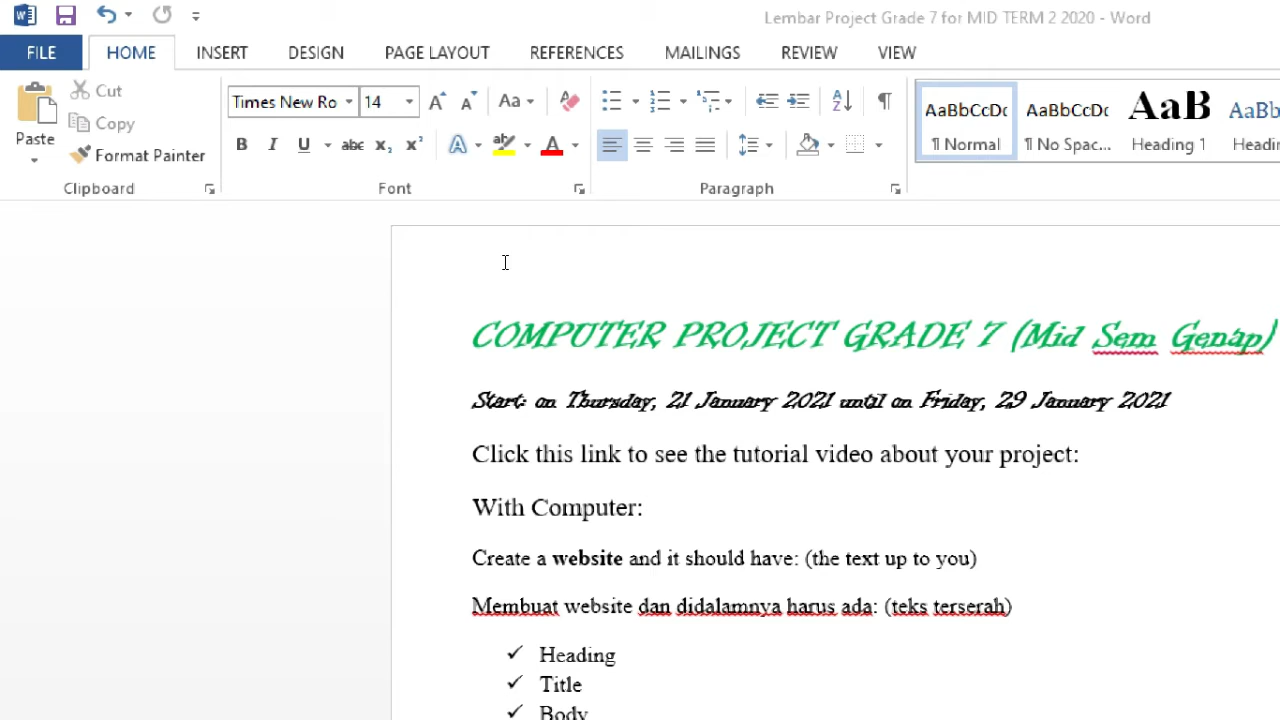 Lembar Project Grade 7 for MID TERM 2 2020 - Word
FILE HOME INSERT DESIGN PAGE LAYOUT REFERENCES MAILINGS REVIEW VIEW
Paste
Cut
Copy
Format Painter
Clipboard
Times New Ro 14
Font
Paragraph
AaBbCcDc AaBbCcDc AaB AaBb
¶ Normal ¶ No Spac... Heading 1 Headi
COMPUTER PROJECT GRADE 7 (Mid Sem Genap)
Start: on Thursday, 21 January 2021 until on Friday, 29 January 2021
Click this link to see the tutorial video about your project:
With Computer:
Create a website and it should have: (the text up to you)
Membuat website dan didalamnya harus ada: (teks terserah)
✓ Heading
✓ Title
✓ Body